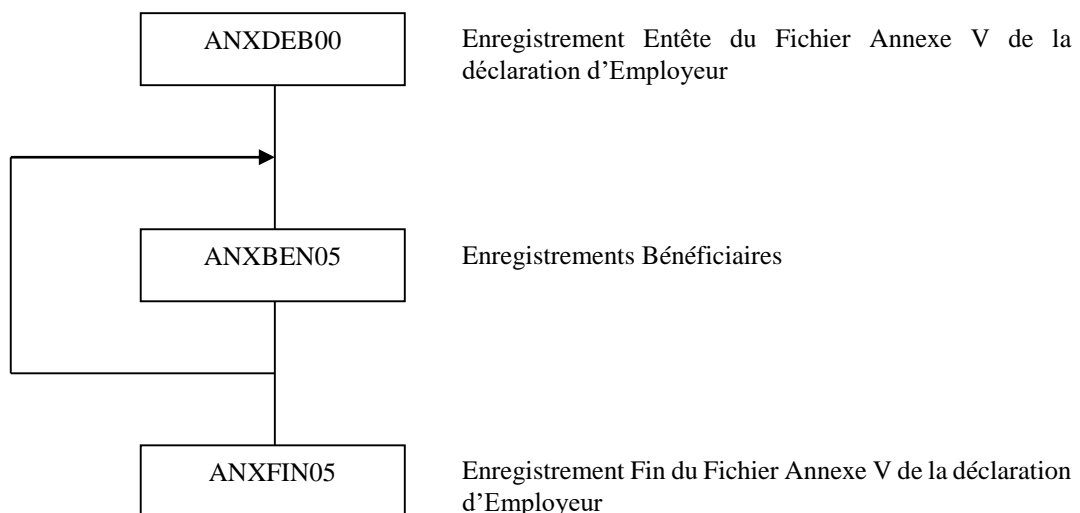 ANXDEB00
Enregistrement Entête du Fichier Annexe V de la
déclaration d’Employeur
ANXBEN05
Enregistrements Bénéficiaires
ANXFIN05
Enregistrement Fin du Fichier Annexe V de la déclaration
d’Employeur